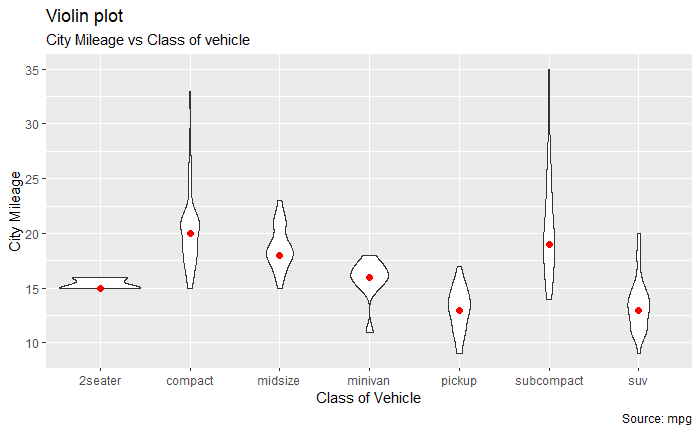 Violin plot
City Mileage vs Class of vehicle
City Mileage
35
30
25
20
15
10
2seater compact midsize minivan pickup subcompact suv
Class of Vehicle
Source: mpg